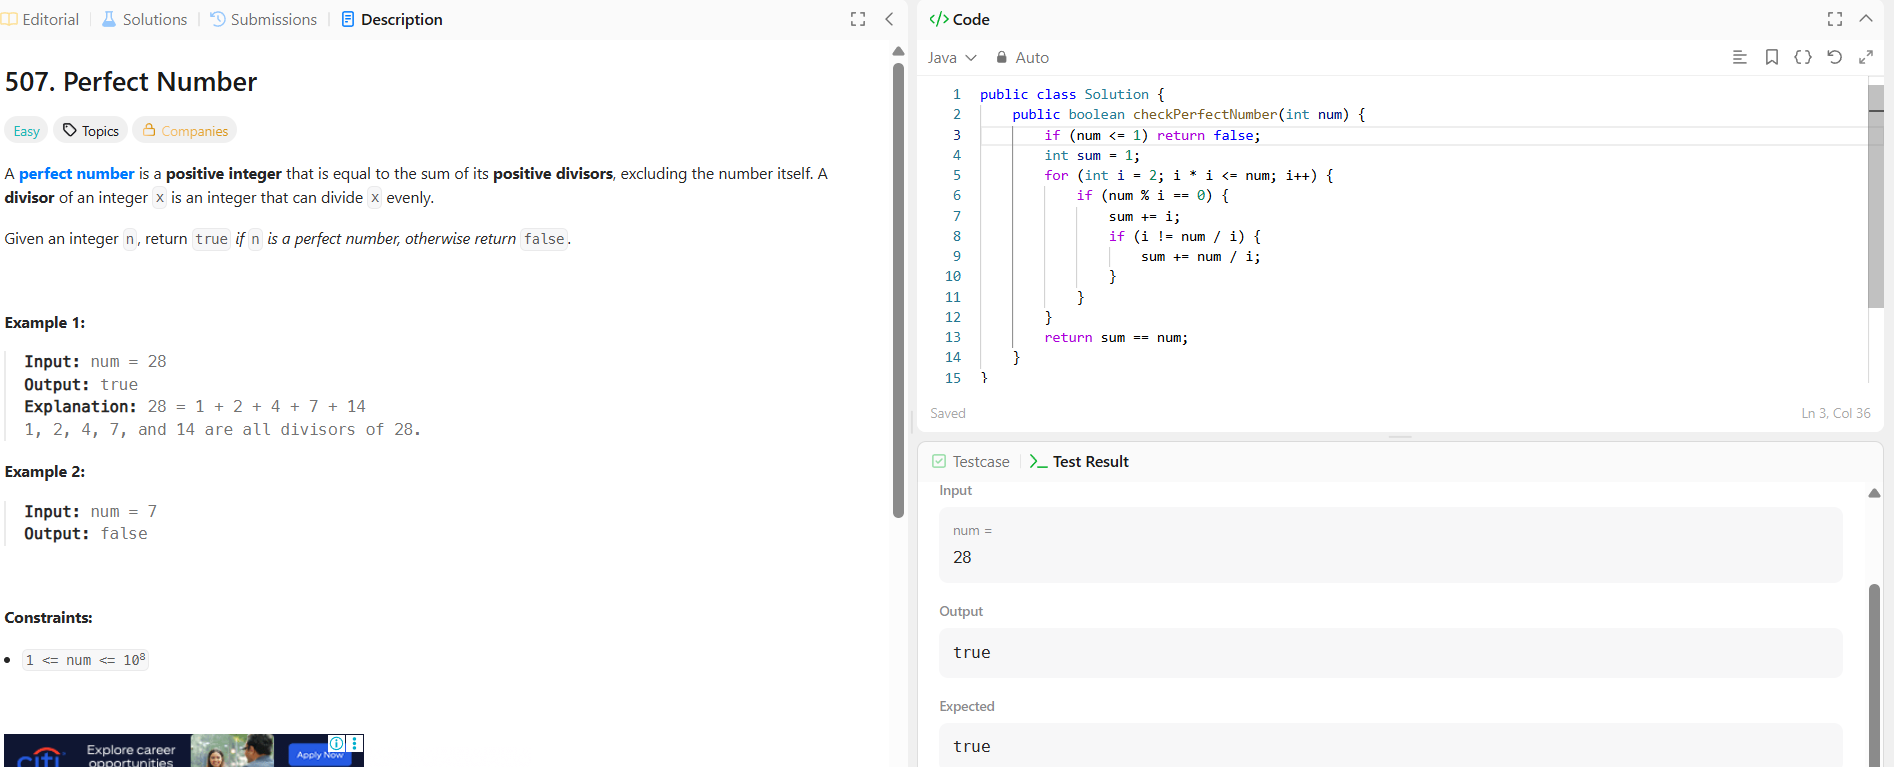 Editorial
Solutions
Submissions
Description
507. Perfect Number
Easy
Topics
Companies
A perfect number is a positive integer that is equal to the sum of its positive divisors, excluding the number itself. A
divisor of an integer x is an integer that can divide x evenly.
Given an integer n, return true if n is a perfect number, otherwise return false.
Example 1:
Input: num = 28
Output: true
Explanation: 28 = 1 + 2 + 4 + 7 + 14
1, 2, 4, 7, and 14 are all divisors of 28.
Example 2:
Input: num = 7
Output: false
Constraints:
1 <= num <= 10⁸
citi
Explore career
opportunities
Apply Now
</> Code
Java
Auto
1 public class Solution {
2     public boolean checkPerfectNumber(int num) {
3         if (num <= 1) return false;
4         int sum = 1;
5         for (int i = 2; i * i <= num; i++) {
6             if (num % i == 0) {
7                 sum += i;
8                 if (i != num / i) {
9                     sum += num / i;
10                 }
11             }
12         }
13         return sum == num;
14     }
15 }
Saved
Ln 3, Col 36
Testcase
Test Result
Input
num =
28
Output
true
Expected
true